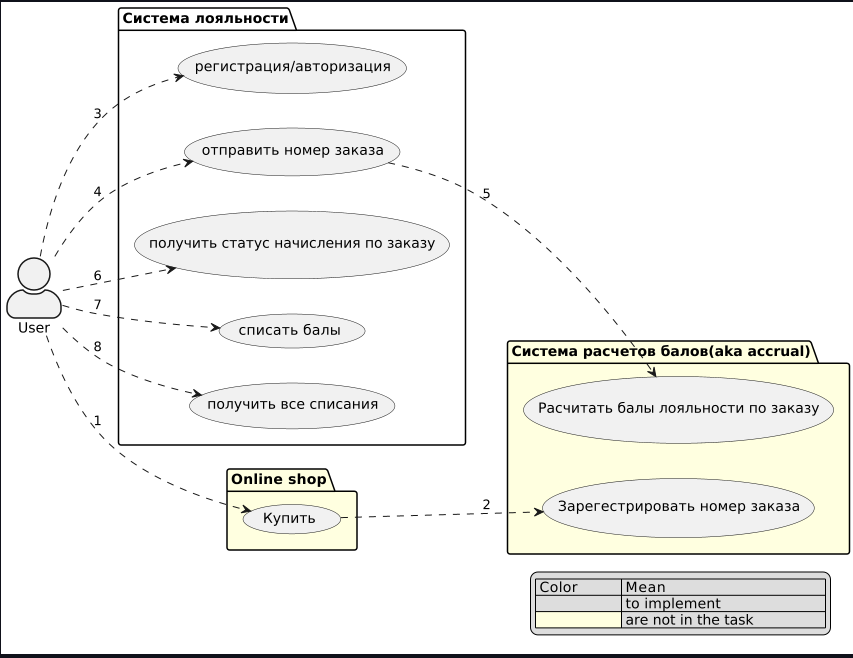 Система лояльности
регистрация/авторизация
3
отправить номер заказа
4
5
получить статус начисления по заказу
6
7
User
списать балы
8
Система расчетов балов(aka accrual)
получить все списания
Расчитать балы лояльности по заказу
1
Online shop
2
Зарегестрировать номер заказа
Купить
Color Mean
to implement
are not in the task